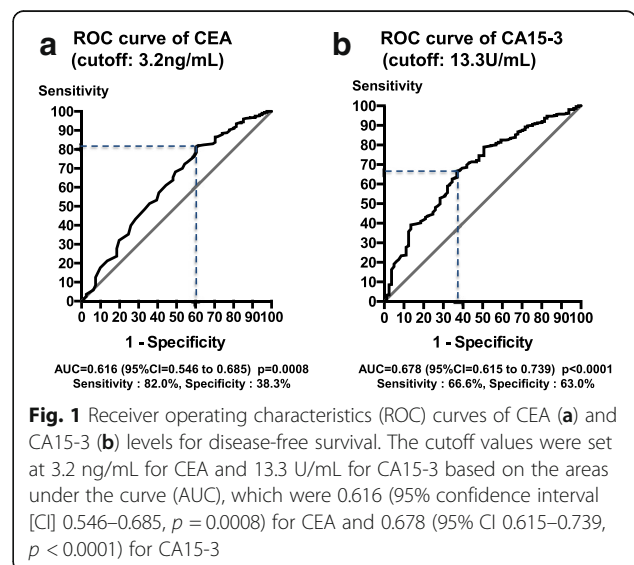 a ROC curve of CEA
(cutoff: 3.2ng/mL)
Sensitivity
100
90
80
70
60
50
40
30
20
10
0
0 10 20 30 40 50 60 70 80 90 100
1 - Specificity
AUC=0.616 (95%CI=0.546 to 0.685) p=0.0008
Sensitivity : 82.0%, Specificity : 38.3%
b ROC curve of CA15-3
(cutoff: 13.3U/mL)
Sensitivity
100
90
80
70
60
50
40
30
20
10
0
0 10 20 30 40 50 60 70 80 90 100
1 - Specificity
AUC=0.678 (95%CI=0.615 to 0.739) p<0.0001
Sensitivity : 66.6%, Specificity : 63.0%
Fig. 1 Receiver operating characteristics (ROC) curves of CEA (a) and
CA15-3 (b) levels for disease-free survival. The cutoff values were set
at 3.2 ng/mL for CEA and 13.3 U/mL for CA15-3 based on the areas
under the curve (AUC), which were 0.616 (95% confidence interval
[CI] 0.546–0.685, p = 0.0008) for CEA and 0.678 (95% CI 0.615–0.739,
p < 0.0001) for CA15-3